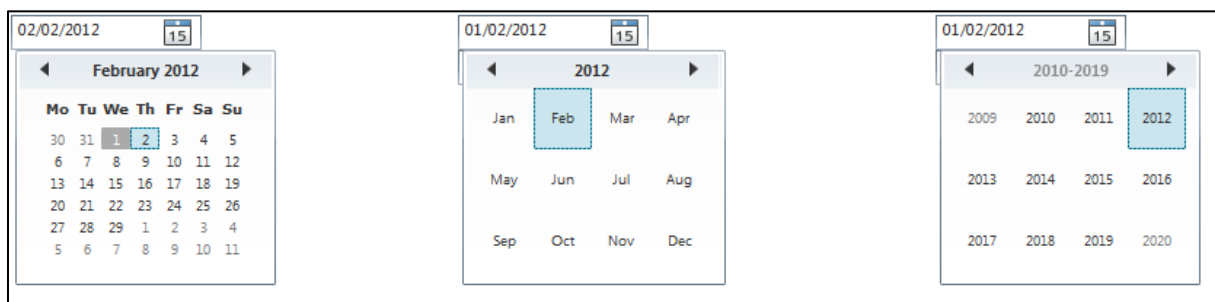 02/02/2012 15
February 2012
Mo Tu We Th Fr Sa Su
30 31 1 2 3 4 5
6 7 8 9 10 11 12
13 14 15 16 17 18 19
20 21 22 23 24 25 26
27 28 29 1 2 3 4
5 6 7 8 9 10 11
01/02/2012 15
2012
Jan Feb Mar Apr
May Jun Jul Aug
Sep Oct Nov Dec
01/02/2012 15
2010-2019
2009 2010 2011 2012
2013 2014 2015 2016
2017 2018 2019 2020